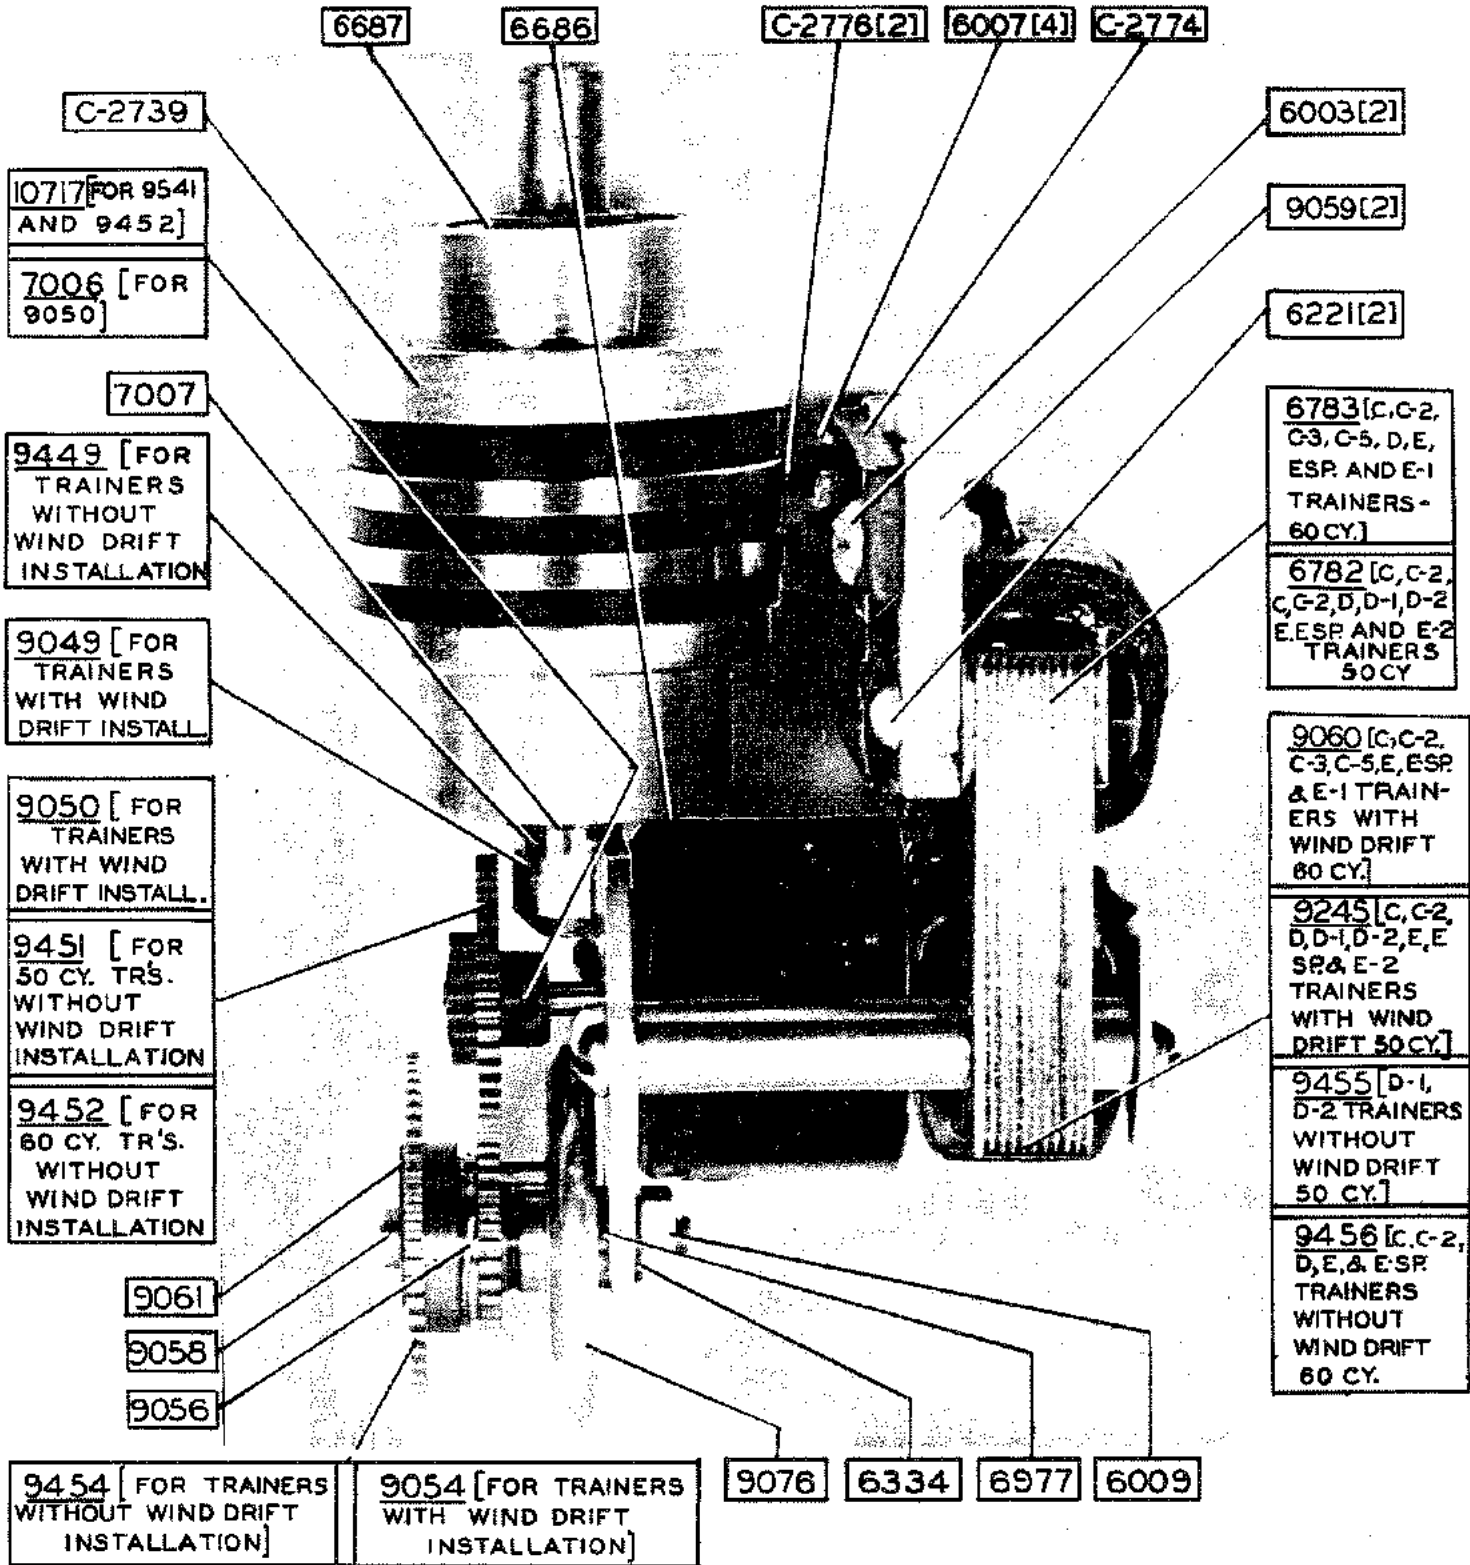 6687
6686
C-2776[2]
6007[4]
C-2774
C-2739
6003[2]
10717 [FOR 9541
AND 9452]
9059[2]
7006 [FOR
9050]
6221[2]
7007
6783 [C,C-2,
C-3, C-5, D, E,
ESP. AND E-1
TRAINERS-
60 CY.]
9449 [FOR
TRAINERS
WITHOUT
WIND DRIFT
INSTALLATION
6782 [C, C-2,
C, C-2, D, D-1, D-2
E.ESP. AND E-2
TRAINERS
50 CY
9049 [FOR
TRAINERS
WITH WIND
DRIFT INSTALL.
9060 [C, C-2,
C-3, C-5, E, ESP.
& E-1 TRAIN-
ERS WITH
WIND DRIFT
60 CY.]
9050 [FOR
TRAINERS
WITH WIND
DRIFT INSTALL.
9245 [C, C-2,
D, D-1, D-2, E, E
SP. & E-2
TRAINERS
WITH WIND
DRIFT 50 CY.]
9451 [FOR
50 CY. TR'S.
WITHOUT
WIND DRIFT
INSTALLATION
9455 [D-1,
D-2 TRAINERS
WITHOUT
WIND DRIFT
50 CY.]
9452 [FOR
60 CY. TR'S.
WITHOUT
WIND DRIFT
INSTALLATION
9456 [C, C-2,
D, E, & E-SP.
TRAINERS
WITHOUT
WIND DRIFT
60 CY.
9061
9058
9056
9454 [FOR TRAINERS
WITHOUT WIND DRIFT
INSTALLATION]
9054 [FOR TRAINERS
WITH WIND DRIFT
INSTALLATION]
9076
6334
6977
6009